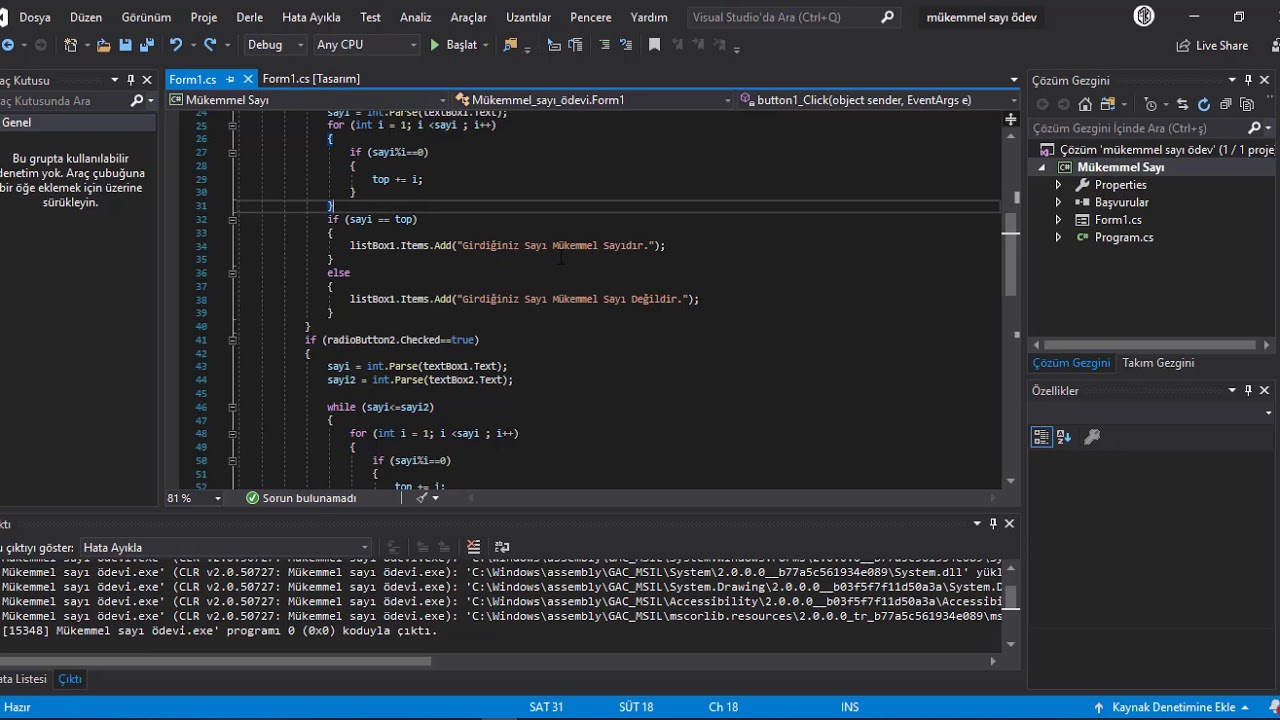 Dosya Düzen Görünüm Proje Derle Hata Ayıkla Test Analiz Araçlar Uzantılar Pencere Yardım Visual Studio'da Ara (Ctrl+Q) mükemmel sayı ödev
Debug Any CPU Başlat Live Share
aç Kutusu
aç Kutusunda Ara
Genel
Bu grupta kullanılabilir
denetim yok. Araç çubuğuna
bir öğe eklemek için üzerine
sürükleyin.
Form1.cs Form1.cs [Tasarım]
Mükemmel Sayı Mükemmel_sayı_ödevi.Form1 button1_Click(object sender, EventArgs e)
24 sayi = int.Parse(textBox1.Text);
25 for (int i = 1; i <sayi ; i++)
26 {
27 if (sayi%i==0)
28 {
29 top += i;
30 }
31 }
32 if (sayi == top)
33 {
34 listBox1.Items.Add("Girdiğiniz Sayı Mükemmel Sayıdır.");
35 }
36 else
37 {
38 listBox1.Items.Add("Girdiğiniz Sayı Mükemmel Sayı Değildir.");
39 }
40 }
41 if (radioButton2.Checked==true)
42 {
43 sayi = int.Parse(textBox1.Text);
44 sayi2 = int.Parse(textBox2.Text);
45
46 while (sayi<=sayi2)
47 {
48 for (int i = 1; i <sayi ; i++)
49 {
50 if (sayi%i==0)
51 {
52 top += i;
81 % Sorun bulunamadı
Çözüm Gezgini
Çözüm Gezgini İçinde Ara (Ctrl+ş)
Çözüm 'mükemmel sayı ödev' (1 / 1 proje
Mükemmel Sayı
Properties
Başvurular
Form1.cs
Program.cs
Çözüm Gezgini Takım Gezgini
Özellikler
ktı
u çıktıyı göster: Hata Ayıkla
Mükemmel sayı ödevi.exe' (CLR v2.0.50727: Mükemmel sayı ödevi.exe): 'C:\Windows\assembly\GAC_MSIL\System\2.0.0.0__b77a5c561934e089\System.dll' yükl
Mükemmel sayı ödevi.exe' (CLR v2.0.50727: Mükemmel sayı ödevi.exe): 'C:\Windows\assembly\GAC_MSIL\System.Drawing\2.0.0.0__b03f5f7f11d50a3a\System.D
Mükemmel sayı ödevi.exe' (CLR v2.0.50727: Mükemmel sayı ödevi.exe): 'C:\Windows\assembly\GAC_MSIL\Accessibility\2.0.0.0__b03f5f7f11d50a3a\Accessibi
Mükemmel sayı ödevi.exe' (CLR v2.0.50727: Mükemmel sayı ödevi.exe): 'C:\Windows\assembly\GAC_MSIL\mscorlib.resources\2.0.0.0_tr_b77a5c561934e089\ms
[15348] Mükemmel sayı ödevi.exe' programı 0 (0x0) koduyla çıktı.
ata Listesi Çıktı
Hazır SAT 31 SÜT 18 Ch 18 INS Kaynak Denetimine Ekle